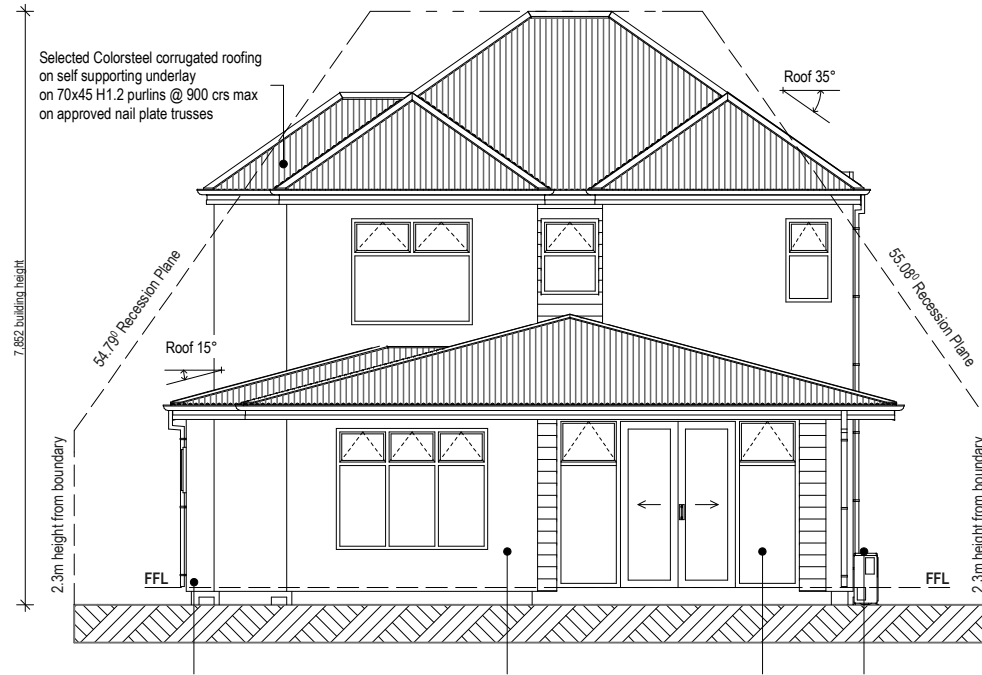 Selected Colorsteel corrugated roofing
on self supporting underlay
on 70x45 H1.2 purlins @ 900 crs max
on approved nail plate trusses
Roof 35°
7,852 building height
54.79⁰ Recession Plane
55.08⁰ Recession Plane
Roof 15°
2.3m height from boundary
2.3m height from boundary
FFL
FFL